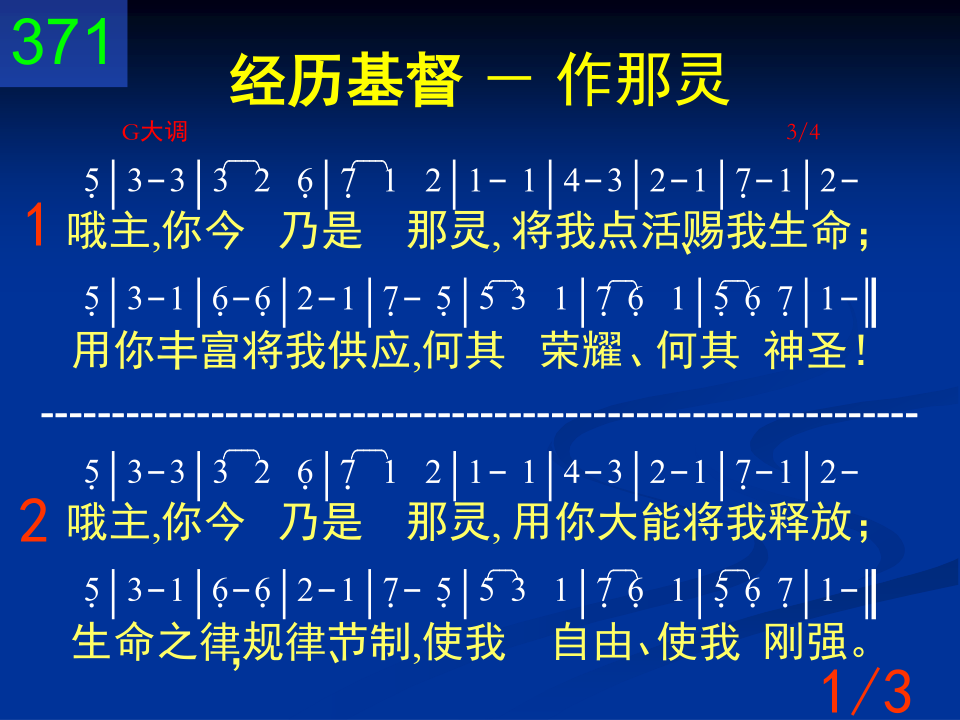 371
经历基督 － 作那灵
G大调 3/4
5̣|3-3|3 2 6̣|7̣ 1 2|1- 1|4-3|2-1|7̣-1|2-
1 哦主,你今 乃是 那灵, 将我点活、赐我生命；
5̣|3-1|6̣-6̣|2-1|7̣- 5̣|5 3 1|7̣ 6̣ 1|5̣ 6̣ 7̣|1-‖
用你丰富将我供应,何其 荣耀、何其 神圣！
-------------------------------------------------------------
5̣|3-3|3 2 6̣|7̣ 1 2|1- 1|4-3|2-1|7̣-1|2-
2 哦主,你今 乃是 那灵, 用你大能将我释放；
5̣|3-1|6̣-6̣|2-1|7̣- 5̣|5 3 1|7̣ 6̣ 1|5̣ 6̣ 7̣|1-‖
生命之律,规律、节制,使我 自由、使我 刚强。
1/3